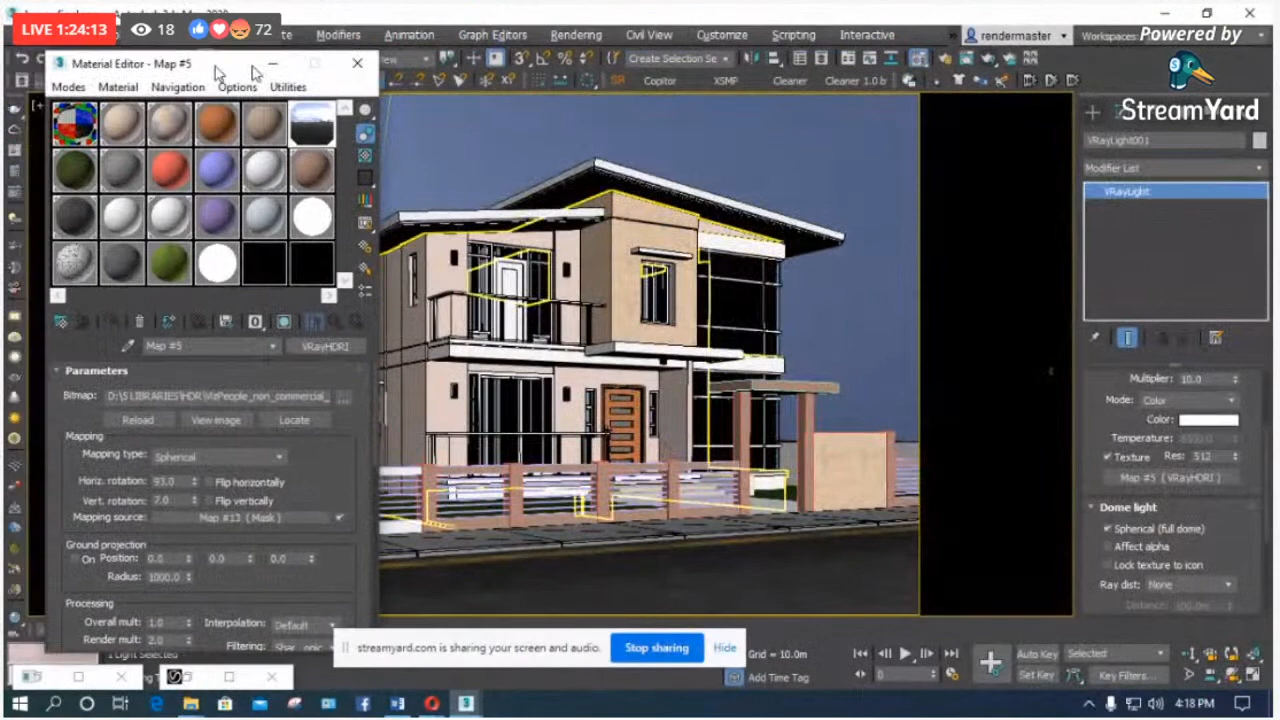 LIVE 1:24:13
18
72
Modifiers
Animation
Graph Editors
Rendering
Civil View
Customize
Scripting
Interactive
rendermaster
Workspaces:
Powered by
StreamYard
Material Editor - Map #5
Modes
Material
Navigation
Options
Utilities
Create Selection Se
Copitor
XSMP
Cleaner
Cleaner 1.0 b
VRayLight001
Modifier List
VRayLight
Map #5
VRayHDRI
Parameters
Bitmap:
D:\S LIBRARIES\HDR\VizPeople_non_commercial_
Reload
View image
Locate
Mapping
Mapping type:
Spherical
Horiz. rotation:
93.0
Flip horizontally
Vert. rotation:
7.0
Flip vertically
Mapping source:
Map #13 ( Mask )
Ground projection
On
Position:
0.0
0.0
0.0
Radius:
1000.0
Processing
Overall mult:
1.0
Interpolation:
Default
Render mult:
2.0
Filtering:
Multiplier:
10.0
Mode:
Color
Color:
Temperature:
Texture
Res:
512
Map #5 ( VRayHDRI )
Dome light
Spherical (full dome)
Affect alpha
Lock texture to icon
Ray dist:
None
Distance:
streamyard.com is sharing your screen and audio.
Stop sharing
Hide
1 Light Selected
Grid = 10.0m
Add Time Tag
0
Auto Key
Selected
Set Key
Key Filters...
4:18 PM